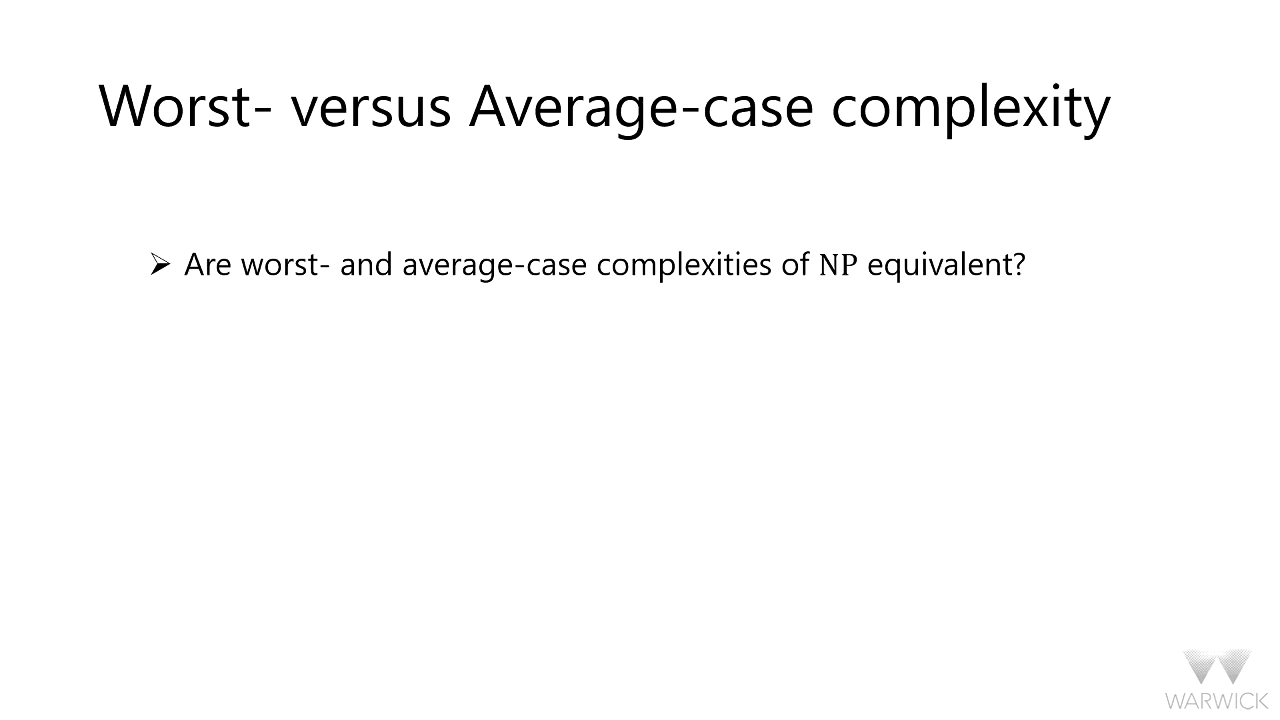 Worst- versus Average-case complexity
➢ Are worst- and average-case complexities of NP equivalent?
WARWICK